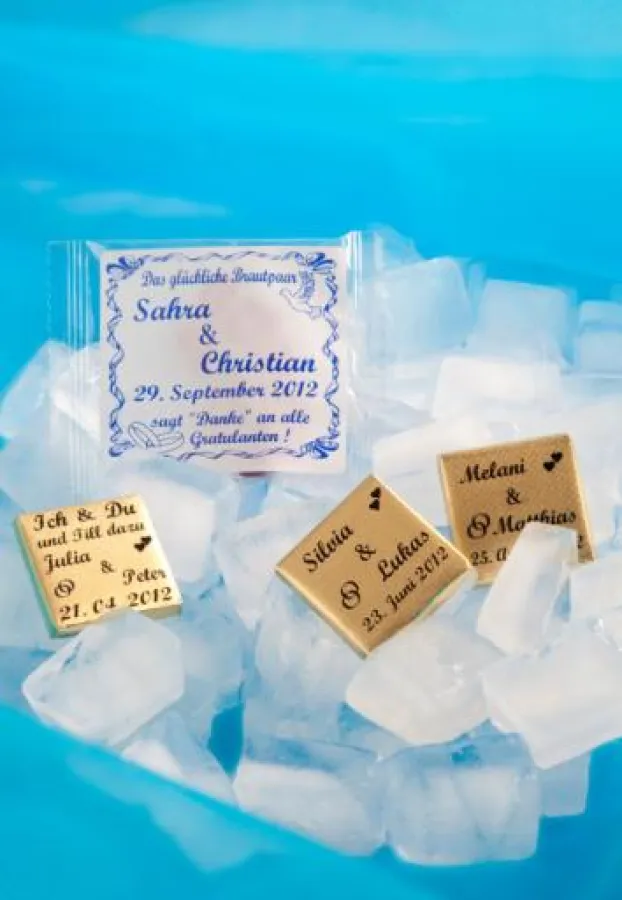 Das glückliche Brautpaar
Sahra
&
Christian
29. September 2012
sagt "Danke" an alle
Gratulanten !
Ich & Du
und Till dazu
Julia
&
Peter
21. 04 2012
Silvia
&
Lukas
23. Juni 2012
Melani
&
Matthias
25. A